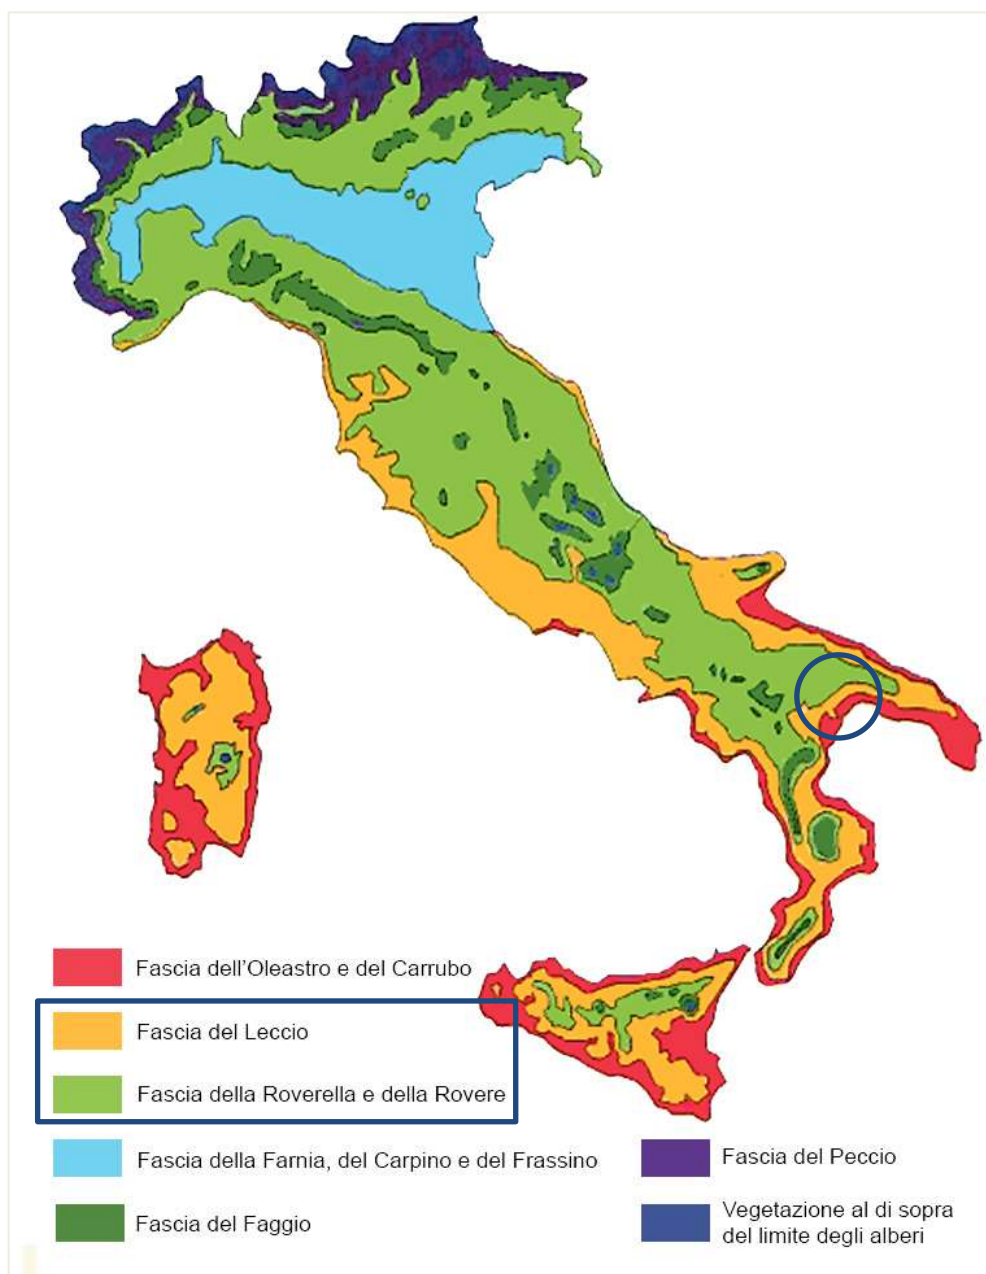 Fascia dell'Oleastro e del Carrubo
Fascia del Leccio
Fascia della Roverella e della Rovere
Fascia della Farnia, del Carpino e del Frassino
Fascia del Faggio
Fascia del Peccio
Vegetazione al di sopra
del limite degli alberi